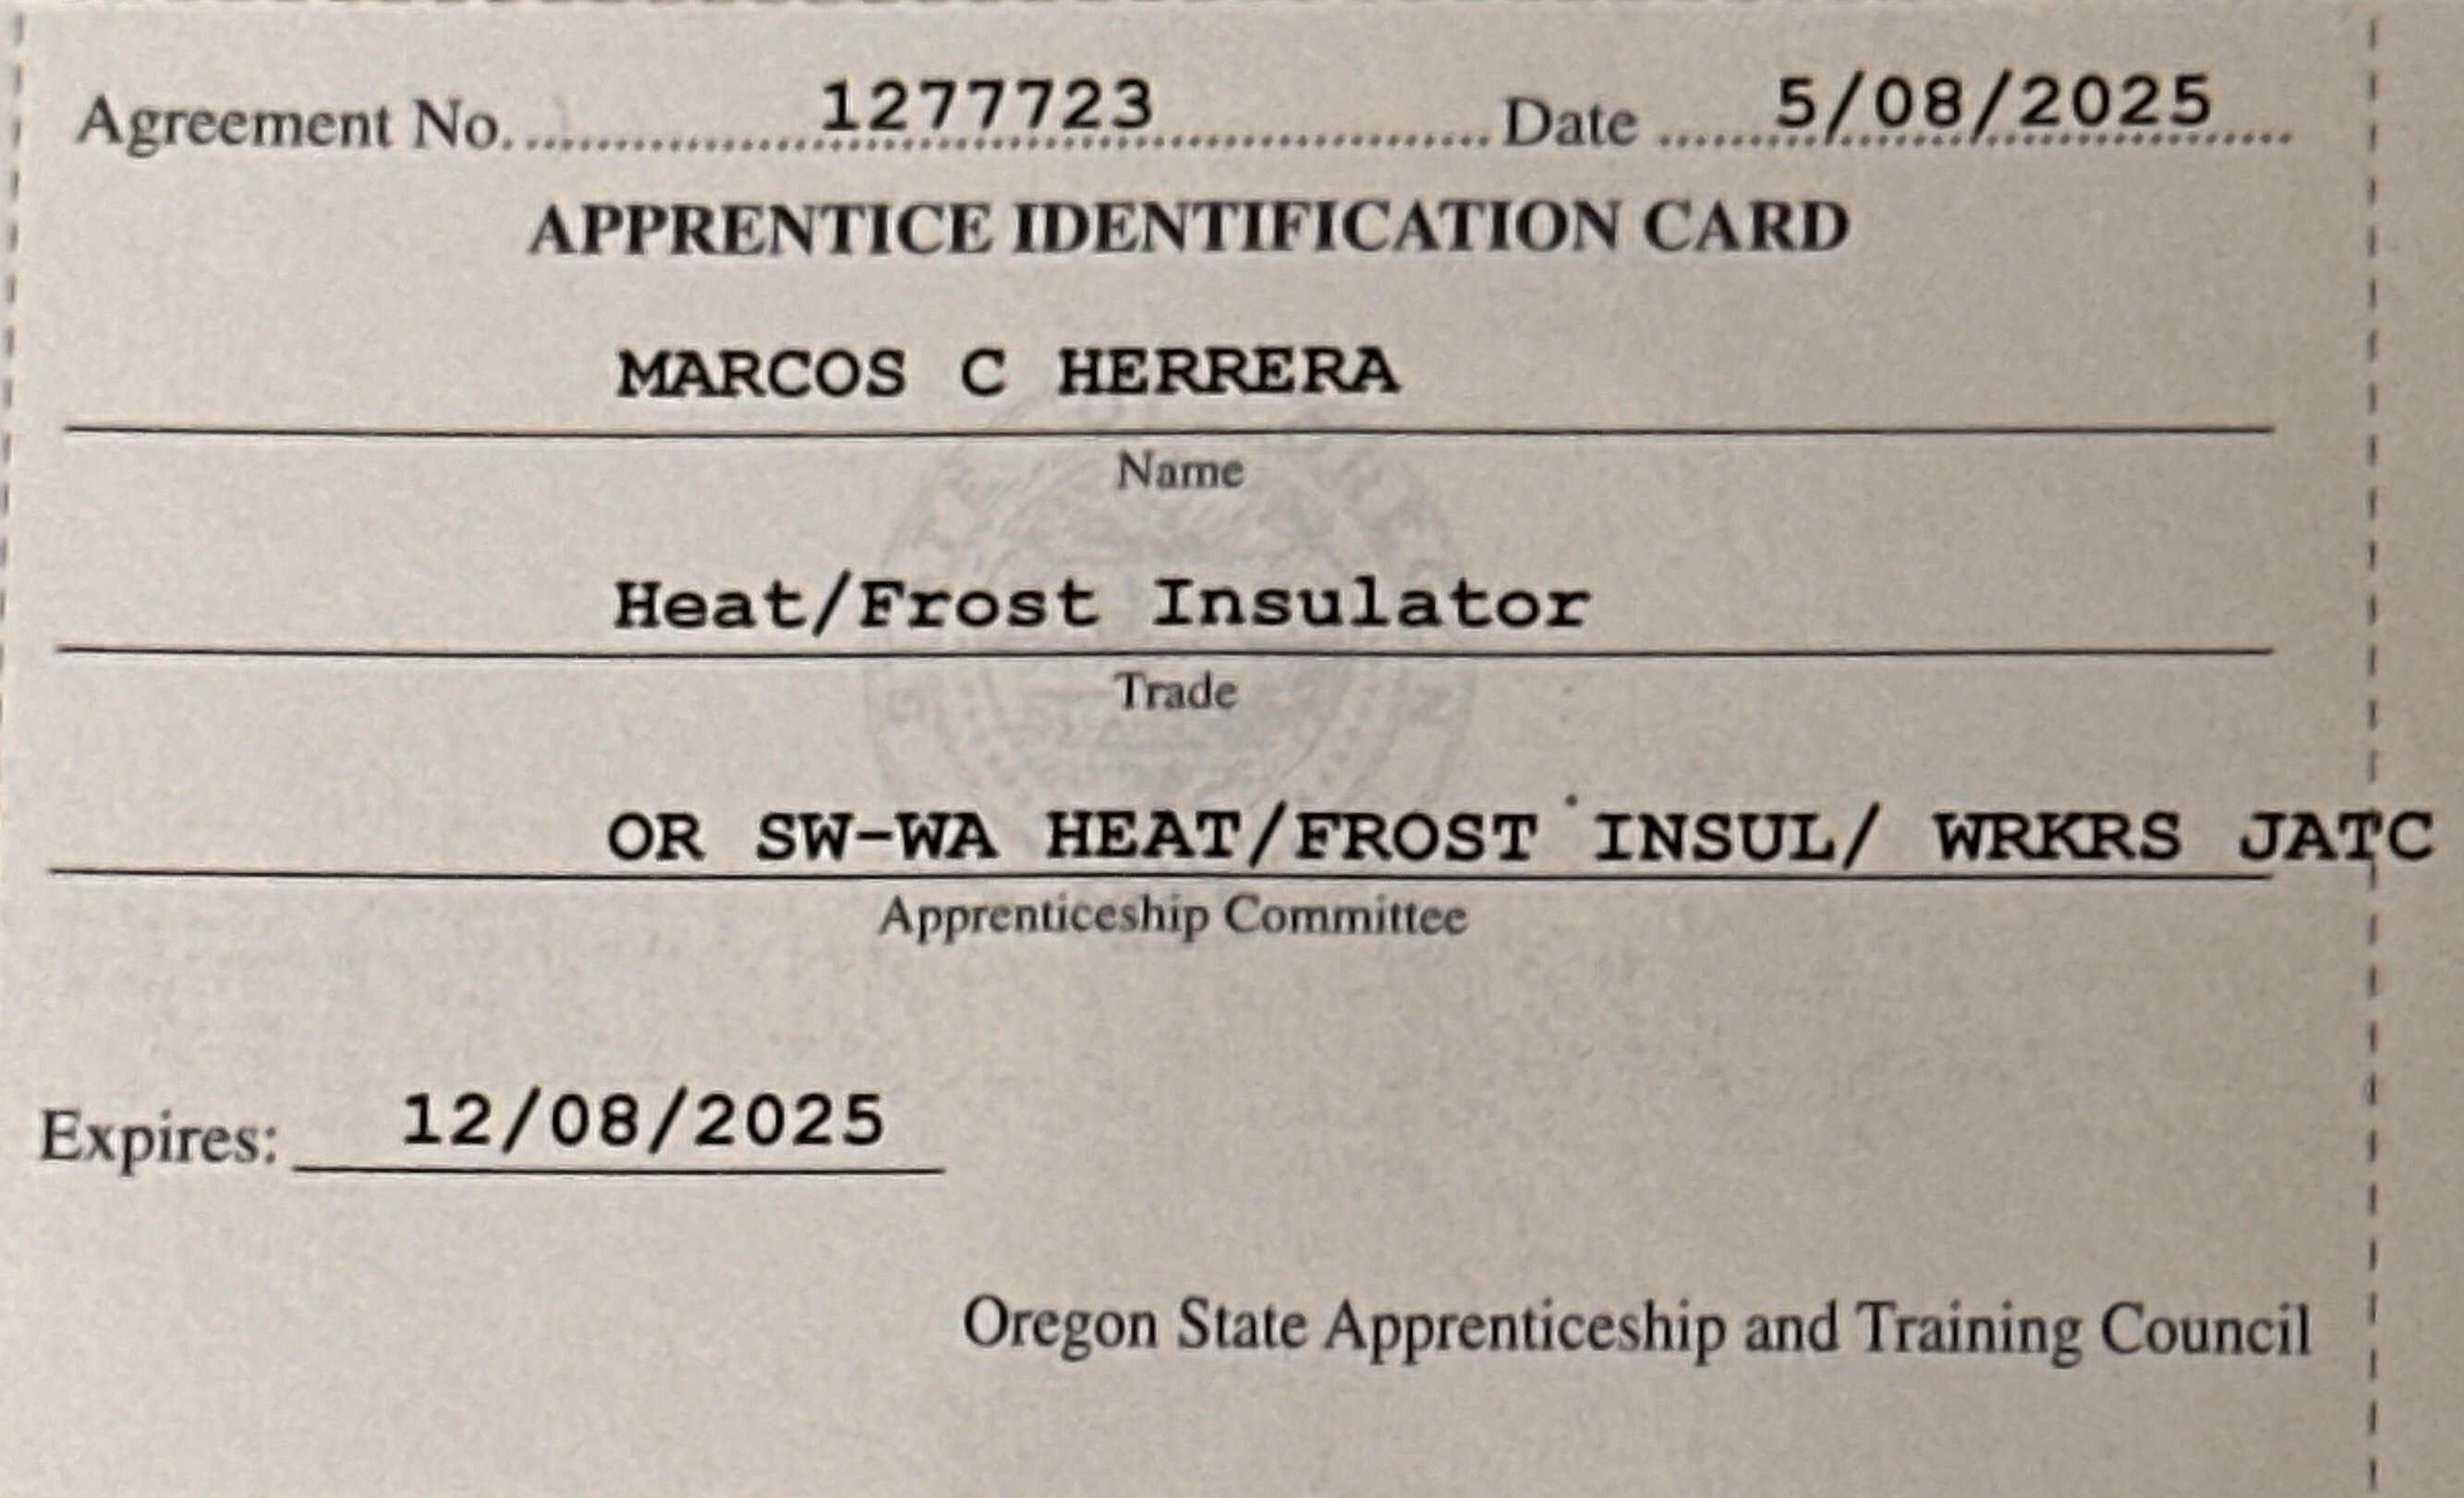 Agreement No. 1277723 Date 5/08/2025
APPRENTICE IDENTIFICATION CARD
MARCOS C HERRERA
Name
Heat/Frost Insulator
Trade
OR SW-WA HEAT/FROST INSUL/ WRKRS JATC
Apprenticeship Committee
Expires: 12/08/2025
Oregon State Apprenticeship and Training Council